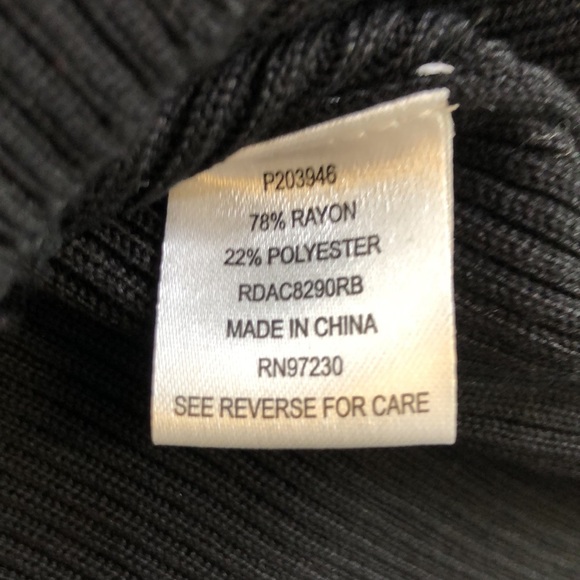 P203946
78% RAYON
22% POLYESTER
RDAC8290RB
MADE IN CHINA
RN97230
SEE REVERSE FOR CARE